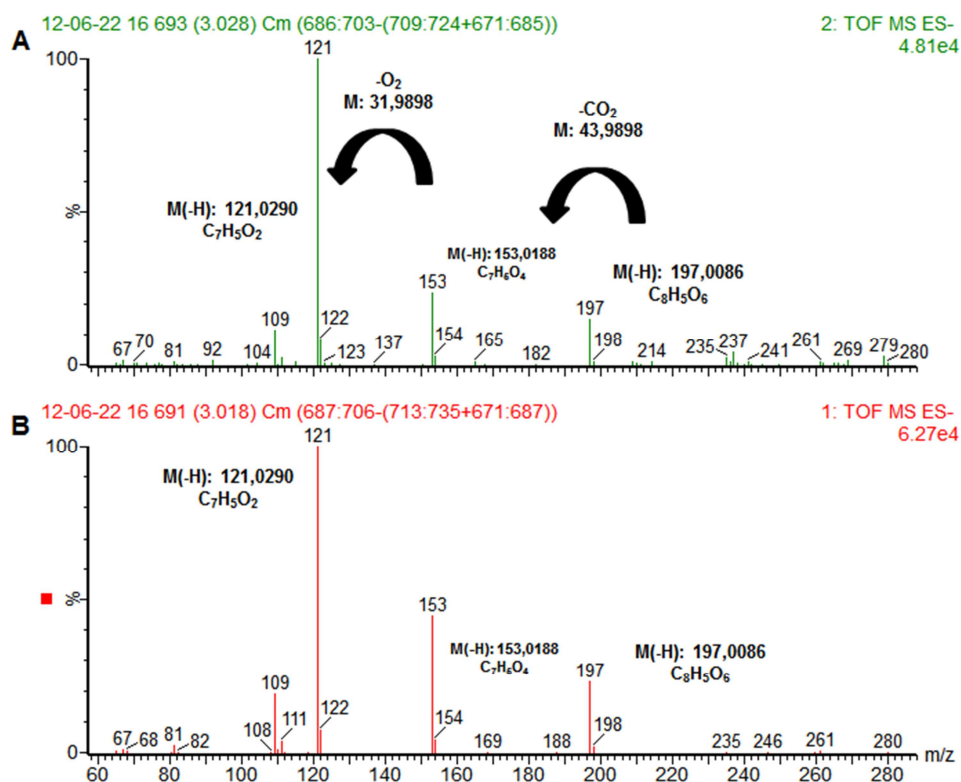 12-06-22 16 693 (3.028) Cm (686:703-(709:724+671:685))
2: TOF MS ES-
4.81e4
A
121
100
-O₂
M: 31,9898
-CO₂
M: 43,9898
M(-H): 121,0290
C₇H₅O₂
%
M(-H): 153,0188
C₇H₆O₄
M(-H): 197,0086
C₈H₅O₆
153
197
109
122
67 70 81 92 104 123 137 154 165 182 198 214 235 237 241 261 269 279 280
0
12-06-22 16 691 (3.018) Cm (687:706-(713:735+671:687))
1: TOF MS ES-
6.27e4
B
121
100
M(-H): 121,0290
C₇H₅O₂
%
153
M(-H): 153,0188
C₇H₆O₄
M(-H): 197,0086
C₈H₅O₆
197
109
122
67 68 81 82 108 111 154 169 188 198 235 246 261 280
0
m/z
60 80 100 120 140 160 180 200 220 240 260 280